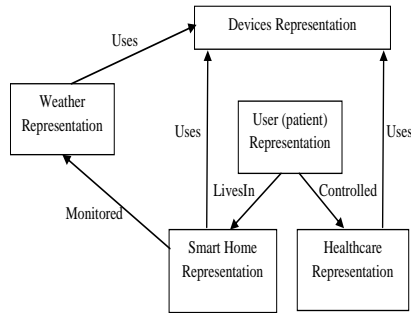 Devices Representation
Uses
Weather
Representation
User (patient)
Representation
Uses
Uses
LivesIn
Controlled
Monitored
Smart Home
Representation
Healthcare
Representation